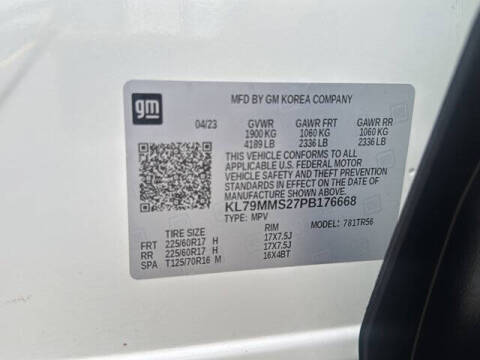 gm
MFD BY GM KOREA COMPANY
04/23 GVWR GAWR FRT GAWR RR
1900 KG 1060 KG 1060 KG
4189 LB 2336 LB 2336 LB
THIS VEHICLE CONFORMS TO ALL
APPLICABLE U.S. FEDERAL MOTOR
VEHICLE SAFETY AND THEFT PREVENTION
STANDARDS IN EFFECT ON THE DATE OF
MANUFACTURE SHOWN ABOVE.
KL79MMS27PB176668
TYPE: MPV MODEL: 781TR56
TIRE SIZE RIM
FRT 225/60R17 H 17X7.5J
RR 225/60R17 H 17X7.5J
SPA T125/70R16 M 16X4BT